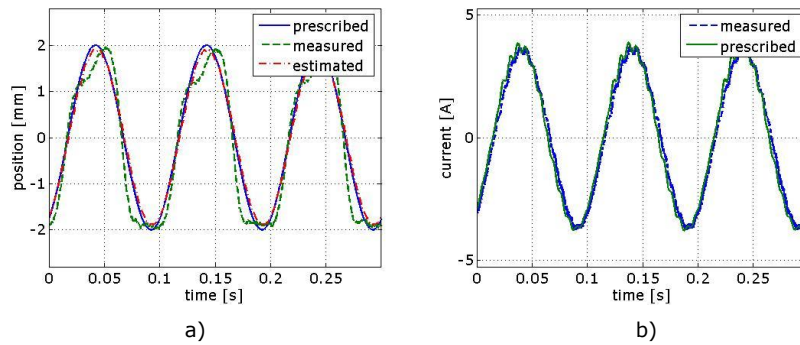 prescribed
measured
estimated
position [mm]
2
1
0
-1
-2
0
0.05
0.1
0.15
0.2
0.25
time [s]
a)
measured
prescribed
current [A]
5
0
-5
0
0.05
0.1
0.15
0.2
0.25
time [s]
b)